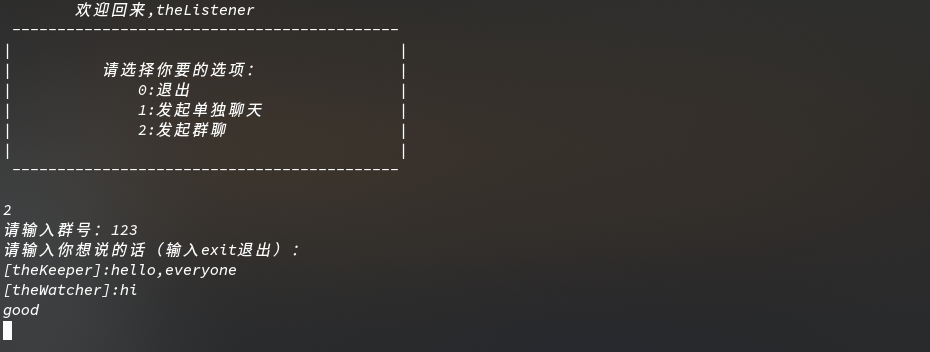 欢迎回来,theListener
-------------------------------------------
| |
| 请选择你要的选项: |
| 0:退出 |
| 1:发起单独聊天 |
| 2:发起群聊 |
| |
-------------------------------------------
2
请输入群号: 123
请输入你想说的话（输入exit退出）:
[theKeeper]:hello,everyone
[theWatcher]:hi
good